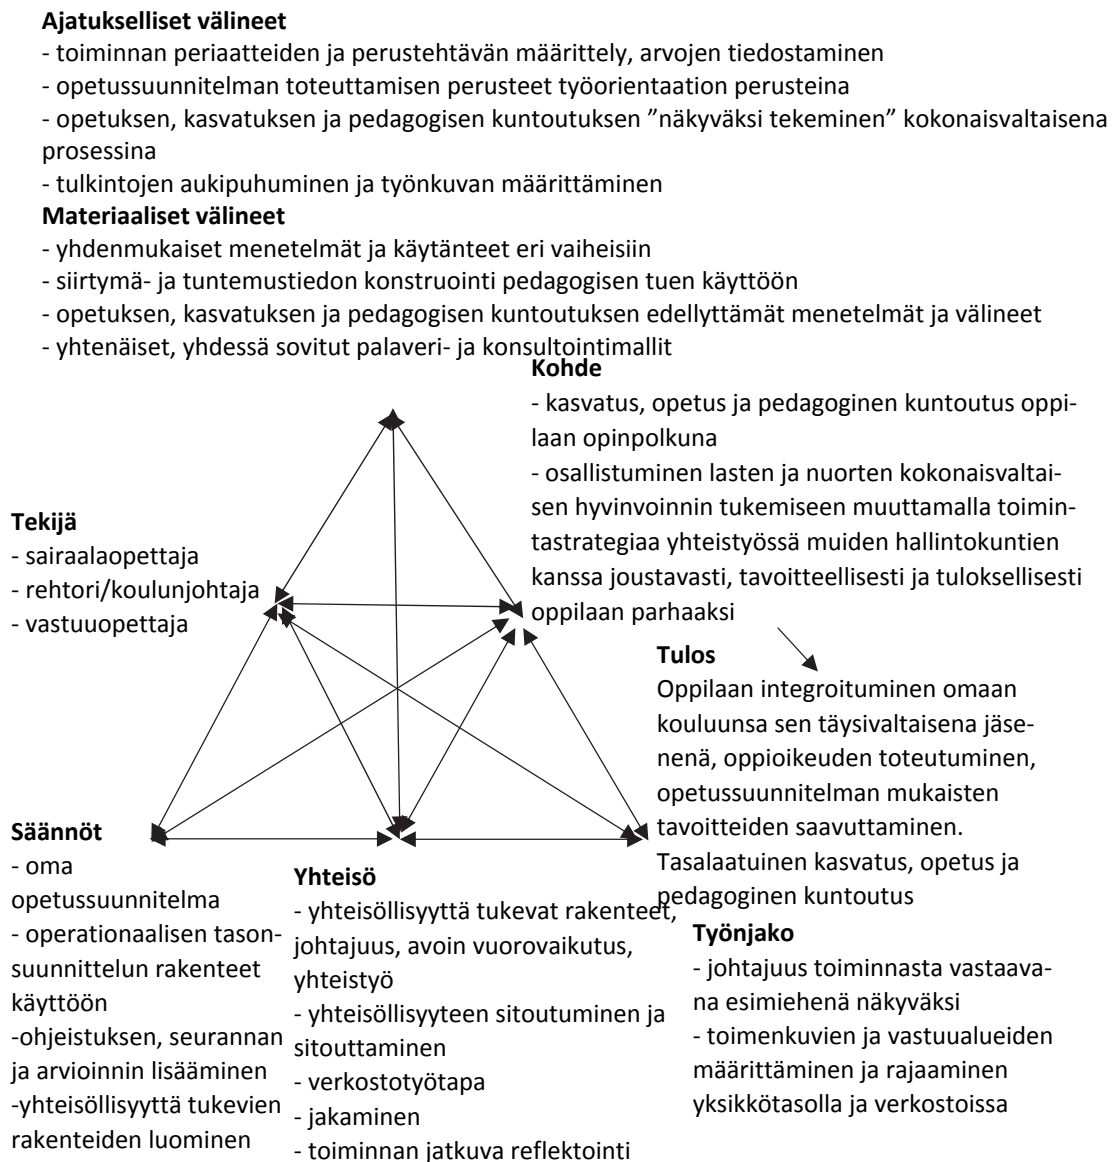 Ajatukselliset välineet
- toiminnan periaatteiden ja perustehtävän määrittely, arvojen tiedostaminen
- opetussuunnitelman toteuttamisen perusteet työorientaation perusteina
- opetuksen, kasvatuksen ja pedagogisen kuntoutuksen ”näkyväksi tekeminen” kokonaisvaltaisena
prosessina
- tulkintojen aukipuhuminen ja työnkuvan määrittäminen
Materiaaliset välineet
- yhdenmukaiset menetelmät ja käytänteet eri vaiheisiin
- siirtymä- ja tuntemustiedon konstruointi pedagogisen tuen käyttöön
- opetuksen, kasvatuksen ja pedagogisen kuntoutuksen edellyttämät menetelmät ja välineet
- yhtenäiset, yhdessä sovitut palaveri- ja konsultointimallit
Kohde
- kasvatus, opetus ja pedagoginen kuntoutus oppi-
laan opinpolkuna
- osallistuminen lasten ja nuorten kokonaisvaltai-
sen hyvinvoinnin tukemiseen muuttamalla toimin-
tastrategiaa yhteistyössä muiden hallintokuntien
kanssa joustavasti, tavoitteellisesti ja tuloksellisesti
oppilaan parhaaksi
Tekijä
- sairaalaopettaja
- rehtori/koulunjohtaja
- vastuuopettaja
Tulos
Oppilaan integroituminen omaan
kouluunsa sen täysivaltaisena jäse-
nenä, oppioikeuden toteutuminen,
opetussuunnitelman mukaisten
tavoitteiden saavuttaminen.
Tasalaatuinen kasvatus, opetus ja
pedagoginen kuntoutus
Säännöt
- oma
opetussuunnitelma
- operationaalisen tason-
suunnittelun rakenteet
käyttöön
-ohjeistuksen, seurannan
ja arvioinnin lisääminen
-yhteisöllisyyttä tukevien
rakenteiden luominen
Yhteisö
- yhteisöllisyyttä tukevat rakenteet,
johtajuus, avoin vuorovaikutus,
yhteistyö
- yhteisöllisyyteen sitoutuminen ja
sitouttaminen
- verkostotyötapa
- jakaminen
- toiminnan jatkuva reflektointi
Työnjako
- johtajuus toiminnasta vastaava-
na esimiehenä näkyväksi
- toimenkuvien ja vastuualueiden
määrittäminen ja rajaaminen
yksikkötasolla ja verkostoissa